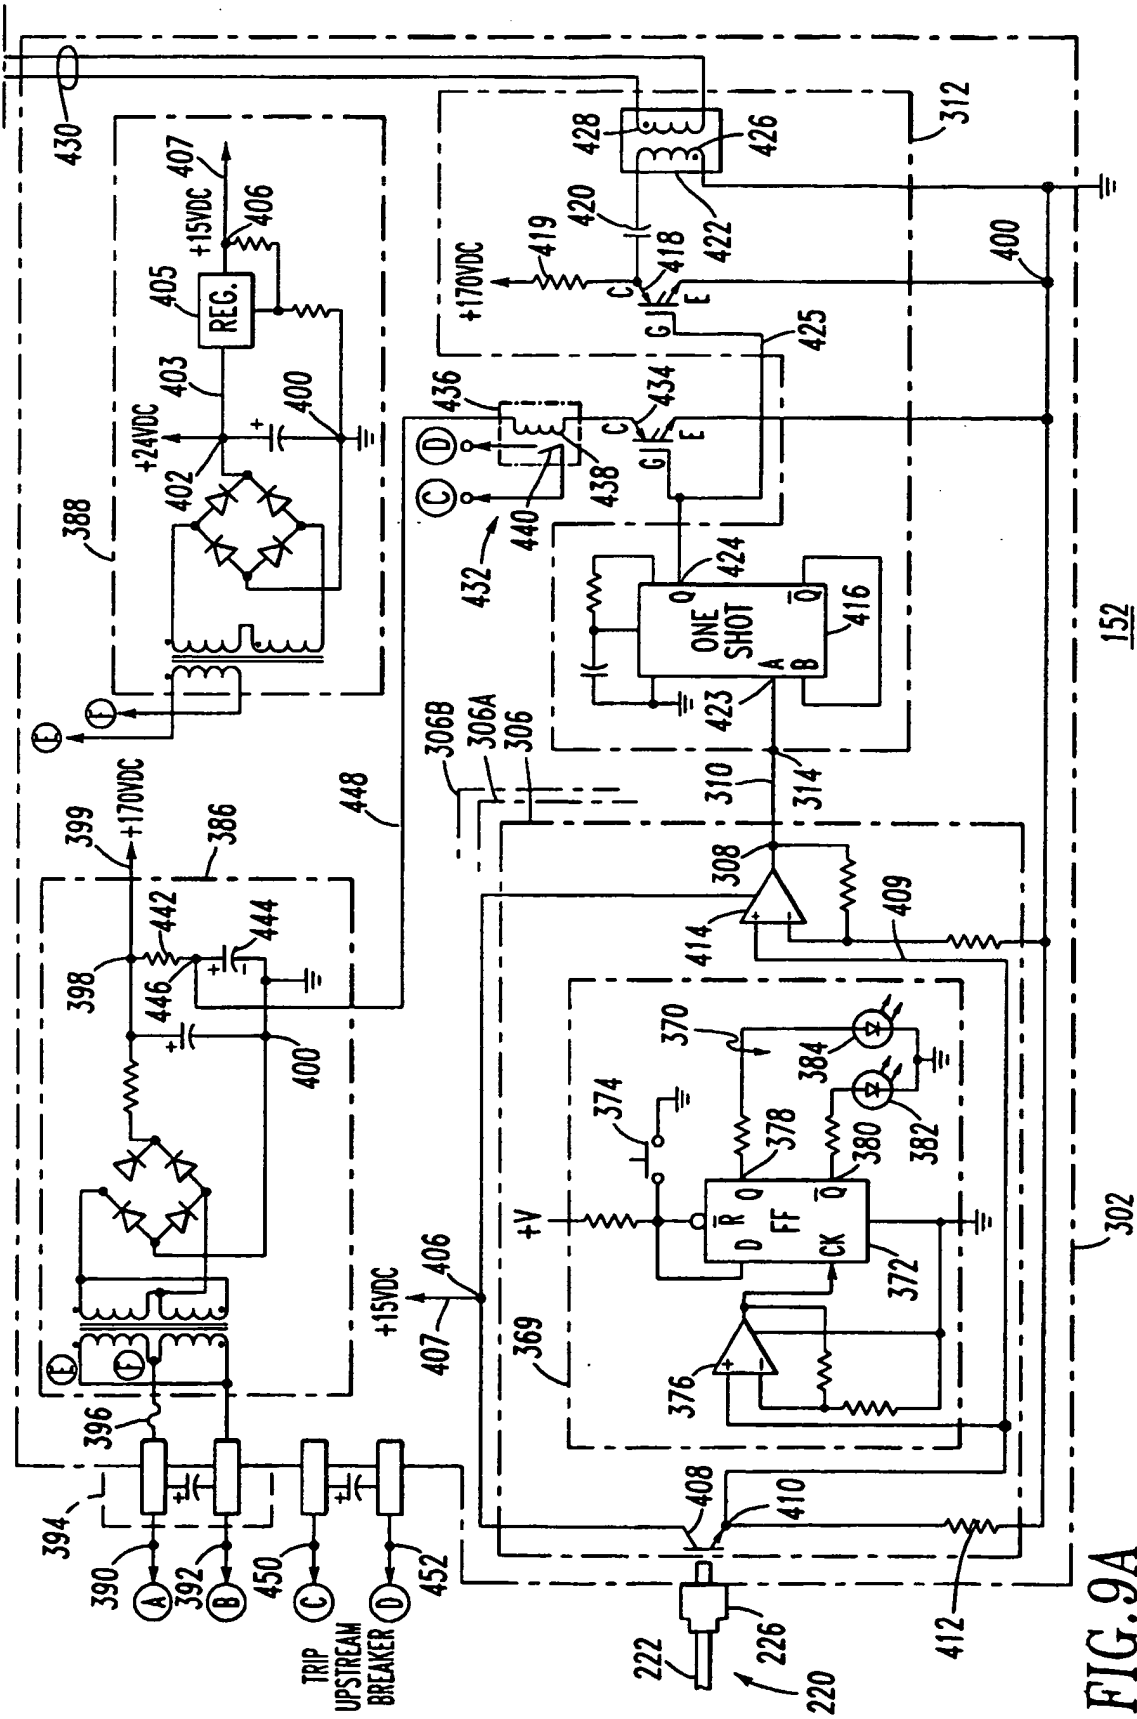 394
390
A
392
B
450
C
452
D
TRIP
UPSTREAM
BREAKER
396
E
F
398
399
+170VDC
386
442
444
446
400
448
E
F
388
+24VDC
402
403
405
REG.
+15VDC
406
407
400
430
+15VDC
407
406
369
376
+V
374
R
D
Q
FF
CK
Q
372
378
380
370
384
382
414
308
409
408
410
412
222
226
220
302
306B
306A
306
310
314
423
ONE
SHOT
A
B
Q
Q
424
416
432
C
D
440
436
438
434
C
G
E
425
+170VDC
419
C
418
G
E
420
422
428
426
312
400
152
FIG.9A